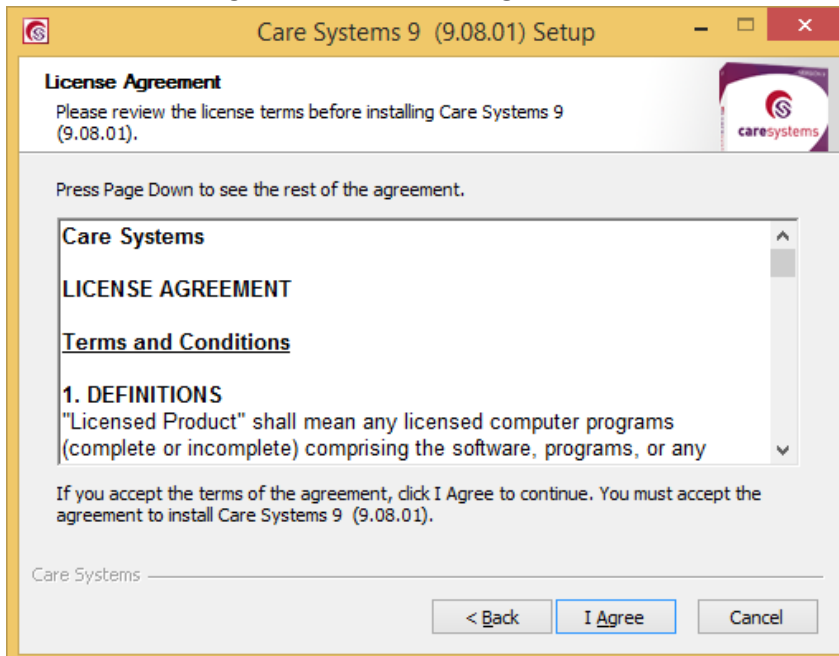 Care Systems 9 (9.08.01) Setup
License Agreement
Please review the license terms before installing Care Systems 9
(9.08.01).
caresystems
Press Page Down to see the rest of the agreement.
Care Systems
LICENSE AGREEMENT
Terms and Conditions
1. DEFINITIONS
"Licensed Product" shall mean any licensed computer programs
(complete or incomplete) comprising the software, programs, or any
If you accept the terms of the agreement, click I Agree to continue. You must accept the
agreement to install Care Systems 9 (9.08.01).
Care Systems
< Back I Agree Cancel